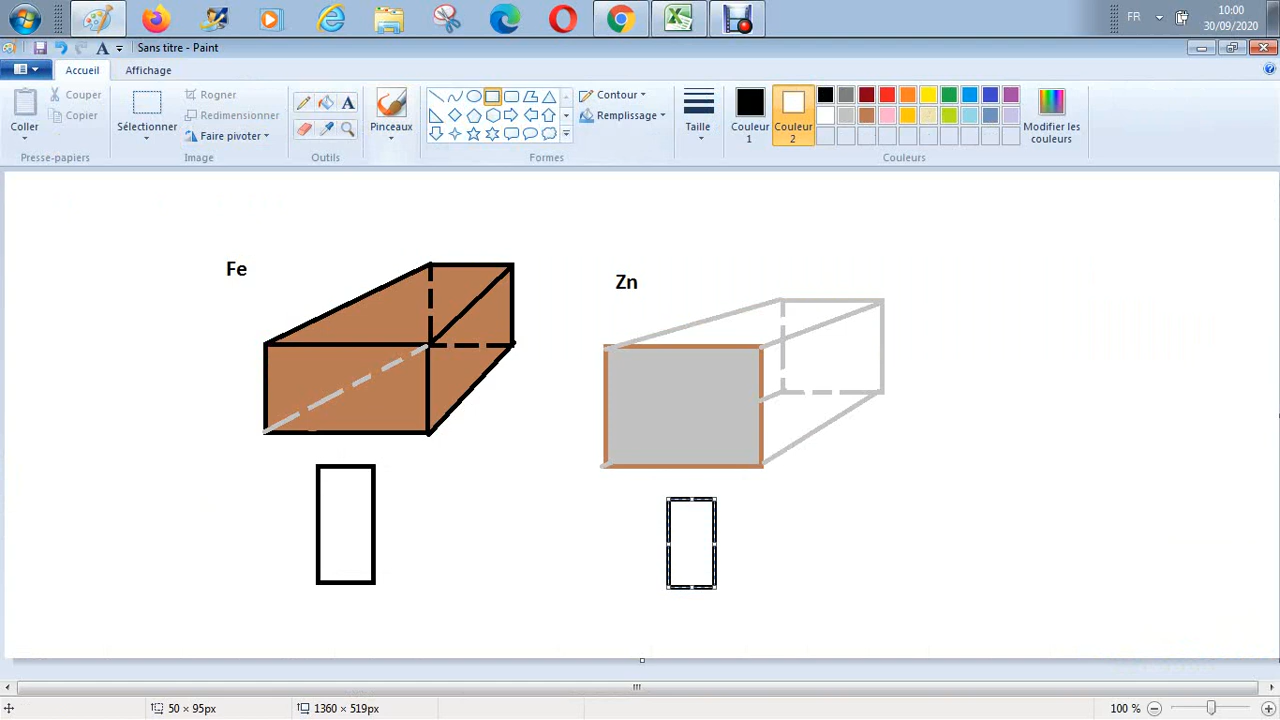 FR
10:00
30/09/2020
Sans titre - Paint
Accueil
Affichage
Coller
Couper
Copier
Presse-papiers
Sélectionner
Rogner
Redimensionner
Faire pivoter
Image
A
Outils
Pinceaux
Formes
Contour
Remplissage
Taille
Couleur
1
Couleur
2
Modifier les
couleurs
Couleurs
Fe
Zn
50 × 95px
1360 × 519px
100 %